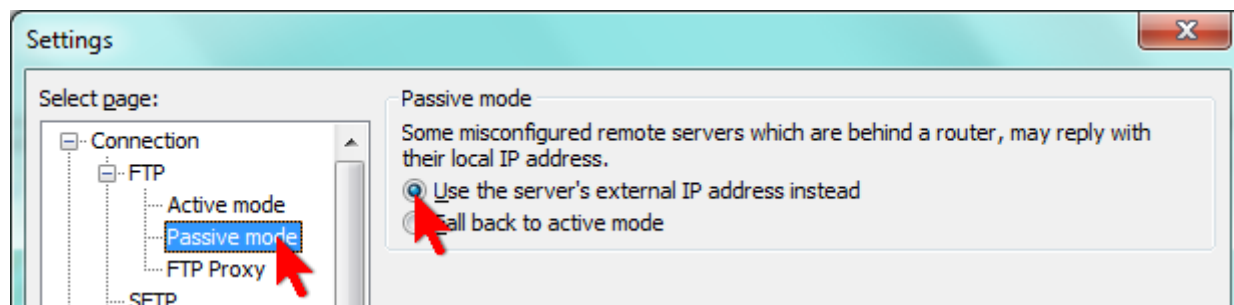 Settings
Select page:
Connection
FTP
Active mode
Passive mode
FTP Proxy
SFTP
Passive mode
Some misconfigured remote servers which are behind a router, may reply with
their local IP address.
Use the server's external IP address instead
Fall back to active mode